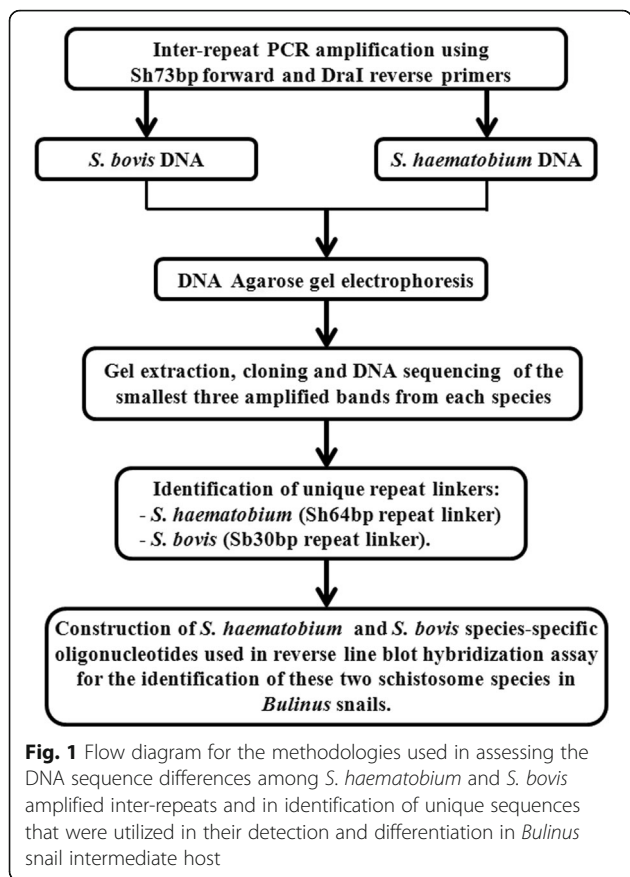 Inter-repeat PCR amplification using
Sh73bp forward and DraI reverse primers
S. bovis DNA
S. haematobium DNA
DNA Agarose gel electrophoresis
Gel extraction, cloning and DNA sequencing of the
smallest three amplified bands from each species
Identification of unique repeat linkers:
- S. haematobium (Sh64bp repeat linker)
- S. bovis (Sb30bp repeat linker).
Construction of S. haematobium and S. bovis species-specific
oligonucleotides used in reverse line blot hybridization assay
for the identification of these two schistosome species in
Bulinus snails.
Fig. 1 Flow diagram for the methodologies used in assessing the
DNA sequence differences among S. haematobium and S. bovis
amplified inter-repeats and in identification of unique sequences
that were utilized in their detection and differentiation in Bulinus
snail intermediate host